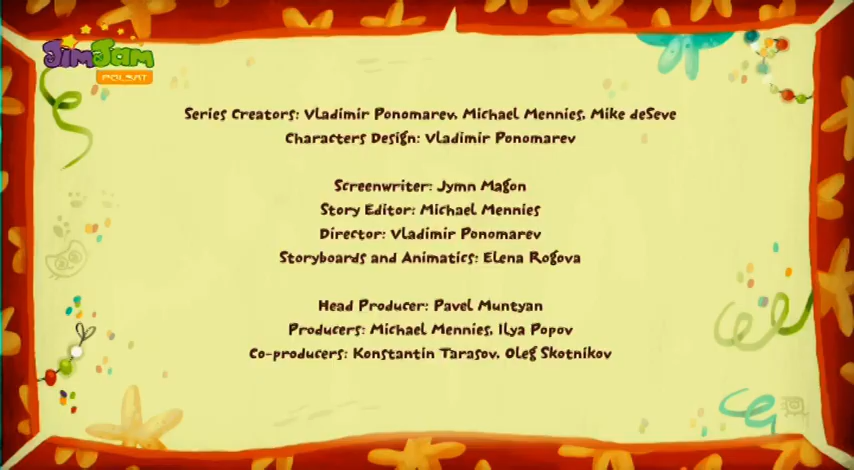 JimJam
POLSAT
Series Creators: Vladimir Ponomarev, Michael Mennies, Mike deSeve
Characters Design: Vladimir Ponomarev
Screenwriter: Jymn Magon
Story Editor: Michael Mennies
Director: Vladimir Ponomarev
Storyboards and Animatics: Elena Rogova
Head Producer: Pavel Muntyan
Producers: Michael Mennies, Ilya Popov
Co-producers: Konstantin Tarasov, Oleg Skotnikov